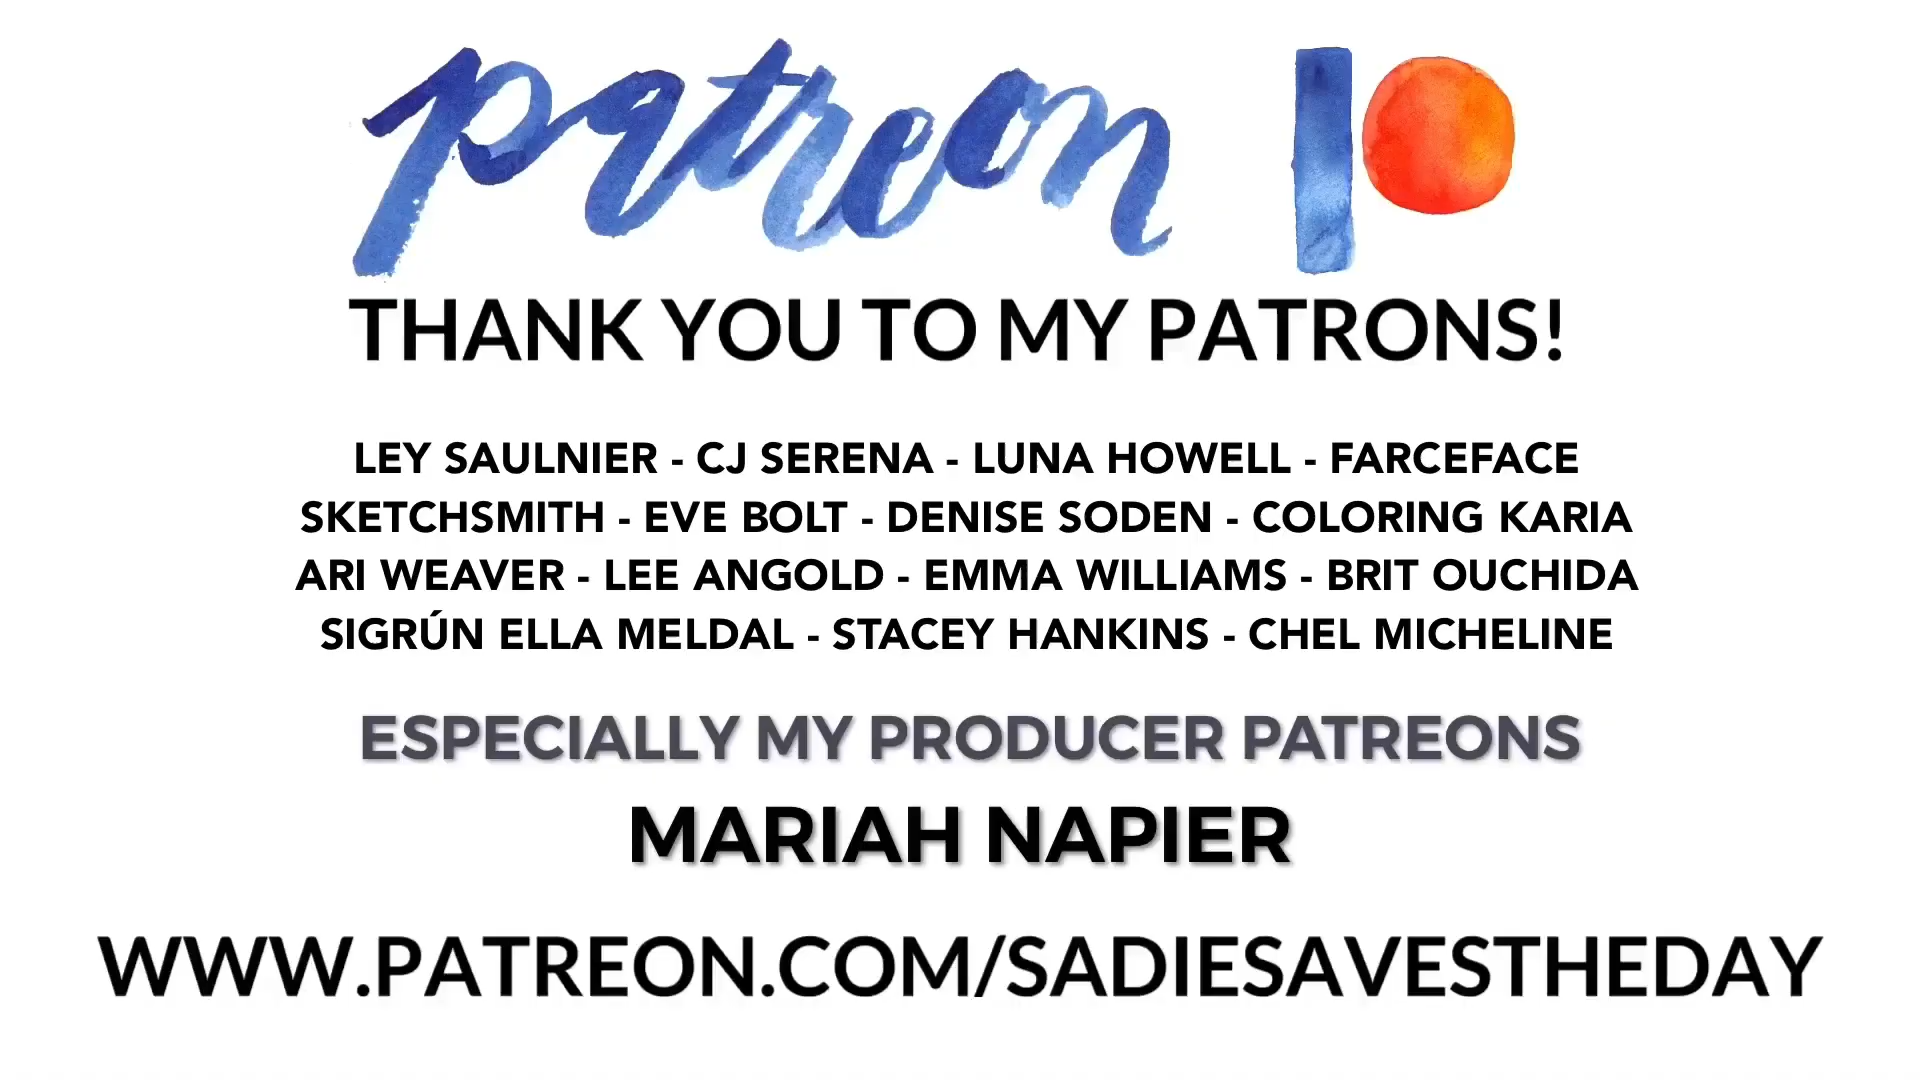 patreon
THANK YOU TO MY PATRONS!
LEY SAULNIER - CJ SERENA - LUNA HOWELL - FARCEFACE
SKETCHSMITH - EVE BOLT - DENISE SODEN - COLORING KARIA
ARI WEAVER - LEE ANGOLD - EMMA WILLIAMS - BRIT OUCHIDA
SIGRÚN ELLA MELDAL - STACEY HANKINS - CHEL MICHELINE
ESPECIALLY MY PRODUCER PATREONS
MARIAH NAPIER
WWW.PATREON.COM/SADIESAVESTHEDAY